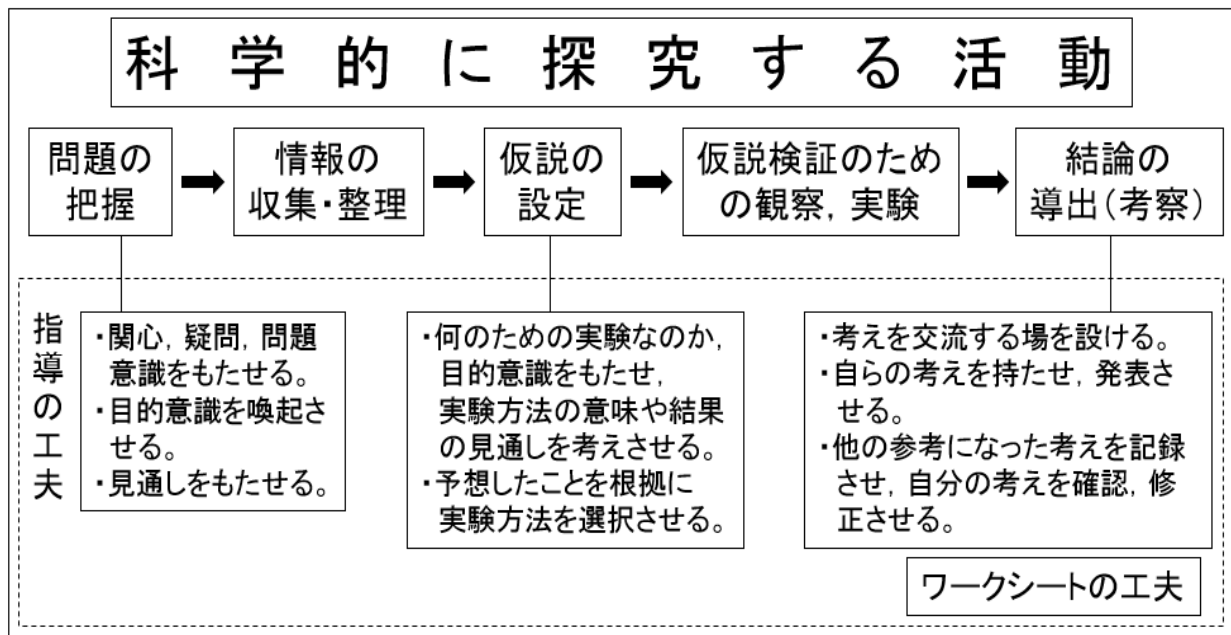 科学的に探究する活動
問題の
把握
情報の
収集・整理
仮説の
設定
仮説検証のため
の観察，実験
結論の
導出（考察）
指導の工夫
・関心，疑問，問題
意識をもたせる。
・目的意識を喚起さ
せる。
・見通しをもたせる。
・何のための実験なのか，
目的意識をもたせ，
実験方法の意味や結果
の見通しを考えさせる。
・予想したことを根拠に
実験方法を選択させる。
・考えを交流する場を設ける。
・自らの考えを持たせ，発表さ
せる。
・他の参考になった考えを記録
させ，自分の考えを確認，修
正させる。
ワークシートの工夫